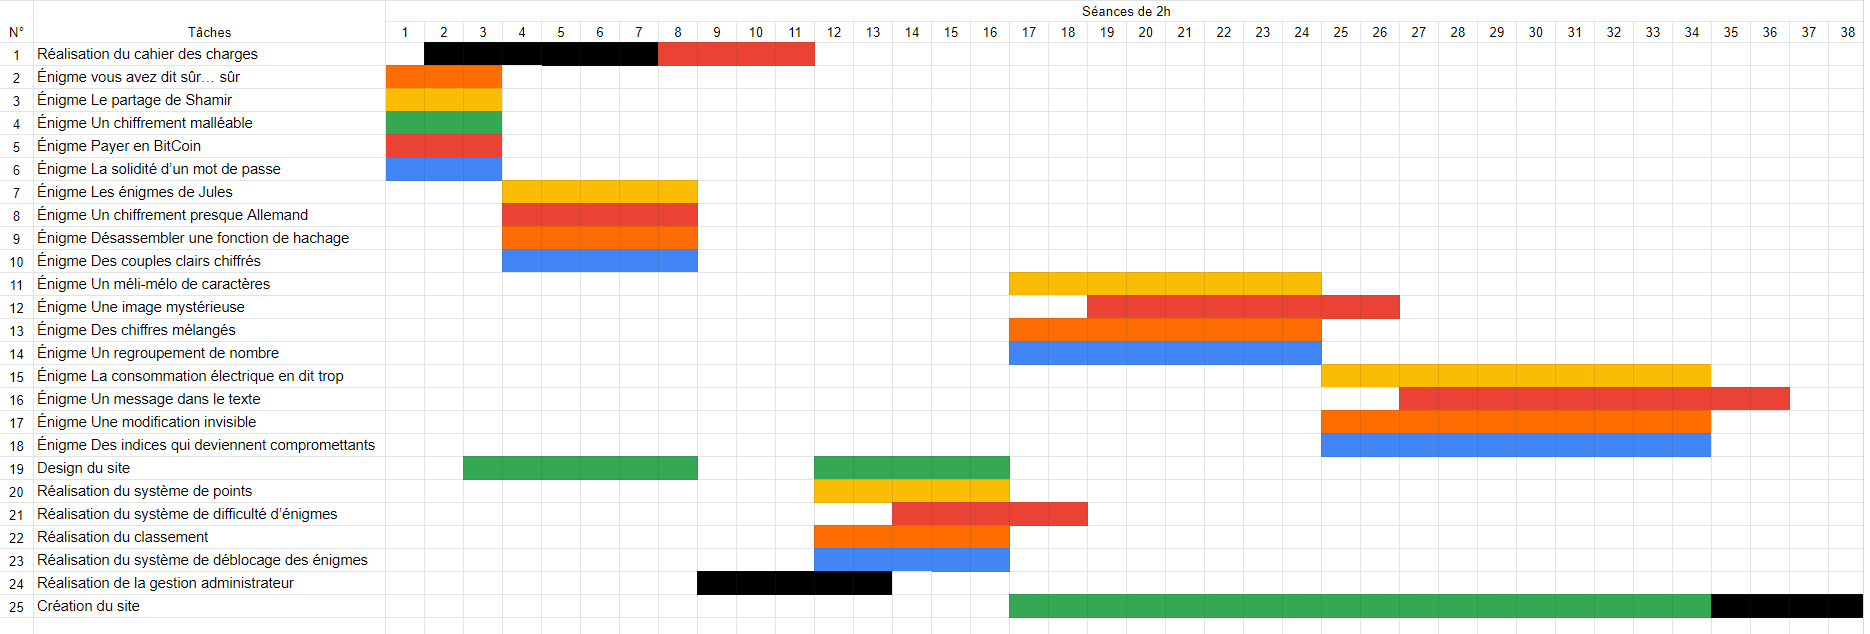 Séances de 2h
N° Tâches 1 2 3 4 5 6 7 8 9 10 11 12 13 14 15 16 17 18 19 20 21 22 23 24 25 26 27 28 29 30 31 32 33 34 35 36 37 38
1 Réalisation du cahier des charges
2 Énigme vous avez dit sûr... sûr
3 Énigme Le partage de Shamir
4 Énigme Un chiffrement malléable
5 Énigme Payer en BitCoin
6 Énigme La solidité d'un mot de passe
7 Énigme Les énigmes de Jules
8 Énigme Un chiffrement presque Allemand
9 Énigme Désassembler une fonction de hachage
10 Énigme Des couples clairs chiffrés
11 Énigme Un méli-mélo de caractères
12 Énigme Une image mystérieuse
13 Énigme Des chiffres mélangés
14 Énigme Un regroupement de nombre
15 Énigme La consommation électrique en dit trop
16 Énigme Un message dans le texte
17 Énigme Une modification invisible
18 Énigme Des indices qui deviennent compromettants
19 Design du site
20 Réalisation du système de points
21 Réalisation du système de difficulté d'énigmes
22 Réalisation du classement
23 Réalisation du système de déblocage des énigmes
24 Réalisation de la gestion administrateur
25 Création du site